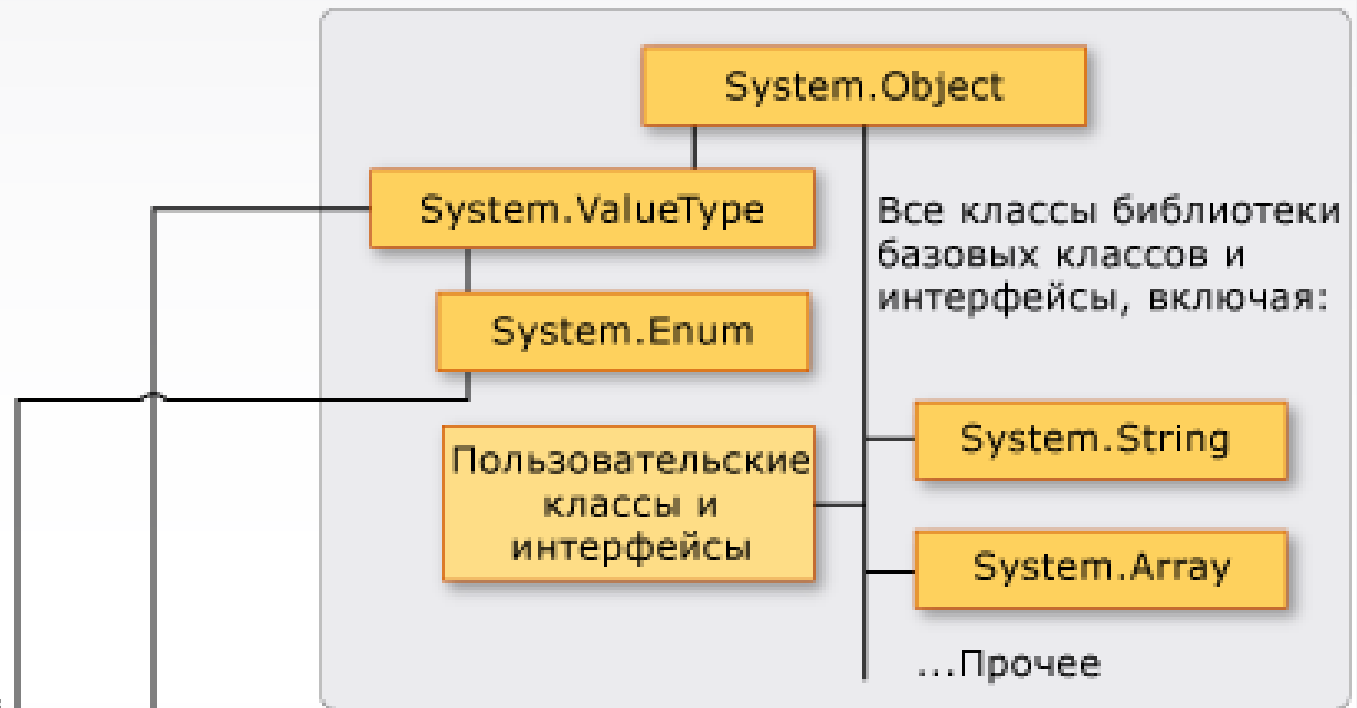 System.Object
System.ValueType
Все классы библиотеки
базовых классов и
интерфейсы, включая:
System.Enum
System.String
Пользовательские
классы и
интерфейсы
System.Array
...Прочее